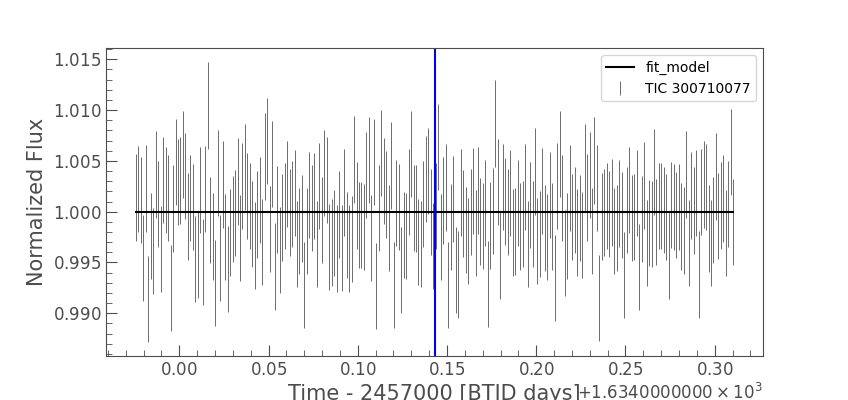 1.015
1.010
1.005
1.000
0.995
0.990
Normalized Flux
fit_model
TIC 300710077
0.00 0.05 0.10 0.15 0.20 0.25 0.30
Time - 2457000 [BTJD days]
+1.6340000000 × 10³